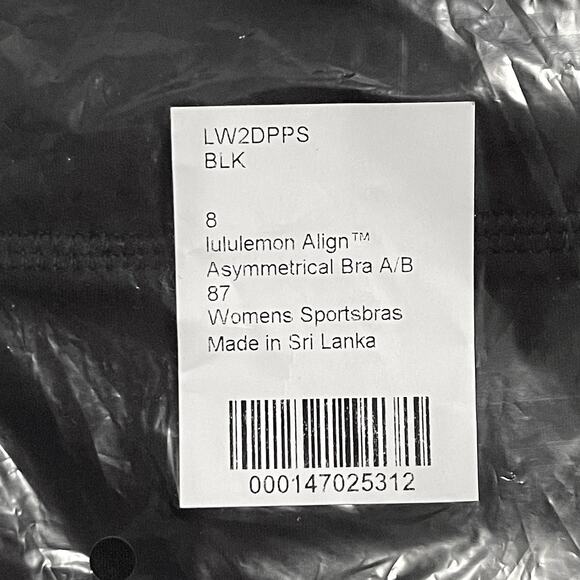 LW2DPPS
BLK
8
lululemon Align™
Asymmetrical Bra A/B
87
Womens Sportsbras
Made in Sri Lanka
000147025312